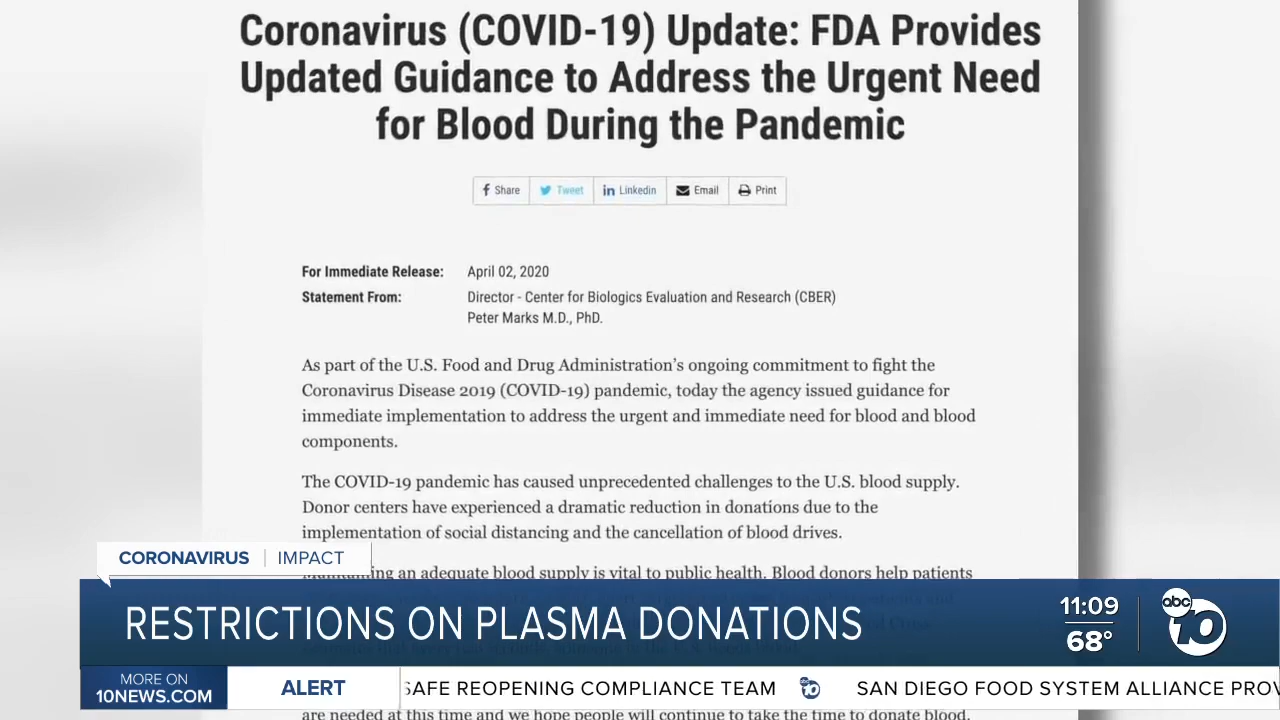 Coronavirus (COVID-19) Update: FDA Provides
Updated Guidance to Address the Urgent Need
for Blood During the Pandemic
Share Tweet Linkedin Email Print
For Immediate Release: April 02, 2020
Statement From: Director - Center for Biologics Evaluation and Research (CBER)
Peter Marks M.D., PhD.
As part of the U.S. Food and Drug Administration's ongoing commitment to fight the
Coronavirus Disease 2019 (COVID-19) pandemic, today the agency issued guidance for
immediate implementation to address the urgent and immediate need for blood and blood
components.
The COVID-19 pandemic has caused unprecedented challenges to the U.S. blood supply.
Donor centers have experienced a dramatic reduction in donations due to the
implementation of social distancing and the cancellation of blood drives.
Maintaining an adequate blood supply is vital to public health. Blood donors help patients
CORONAVIRUS | IMPACT
RESTRICTIONS ON PLASMA DONATIONS
11:09
68°
abc 10
MORE ON
10NEWS.COM
ALERT
SAFE REOPENING COMPLIANCE TEAM abc 10 SAN DIEGO FOOD SYSTEM ALLIANCE PROV
are needed at this time and we hope people will continue to take the time to donate blood.